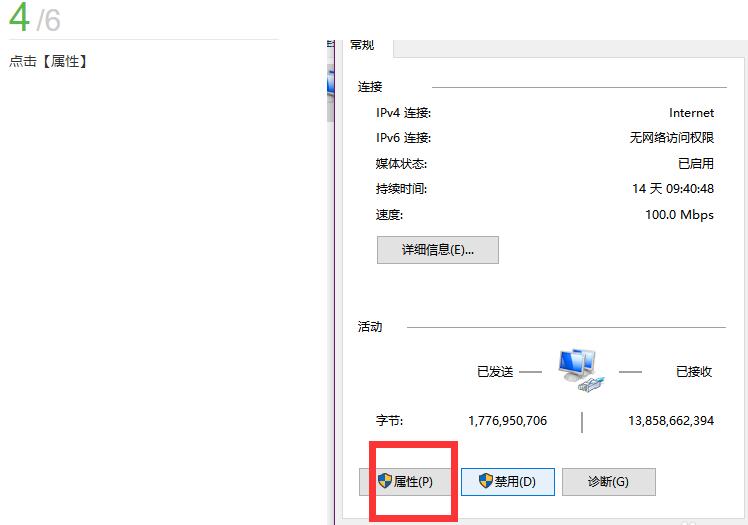 4/6
点击【属性】
常规
连接
IPv4 连接: Internet
IPv6 连接: 无网络访问权限
媒体状态: 已启用
持续时间: 14 天 09:40:48
速度: 100.0 Mbps
详细信息(E)...
活动
已发送 已接收
字节: 1,776,950,706 13,858,662,394
属性(P) 禁用(D) 诊断(G)